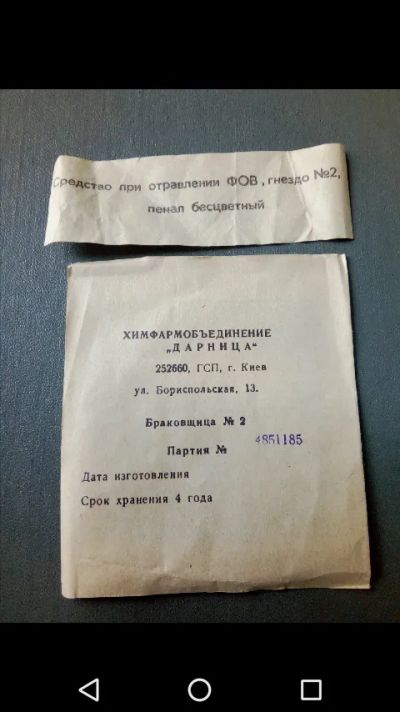 Средство при отравлении ФОВ, гнездо №2,
пенал бесцветный
ХИМФАРМОБЪЕДИНЕНИЕ
„ДАРНИЦА“
252660, ГСП, г. Киев
ул. Бориспольская, 13.
Браковщица № 2
Партия № 4851185
Дата изготовления
Срок хранения 4 года